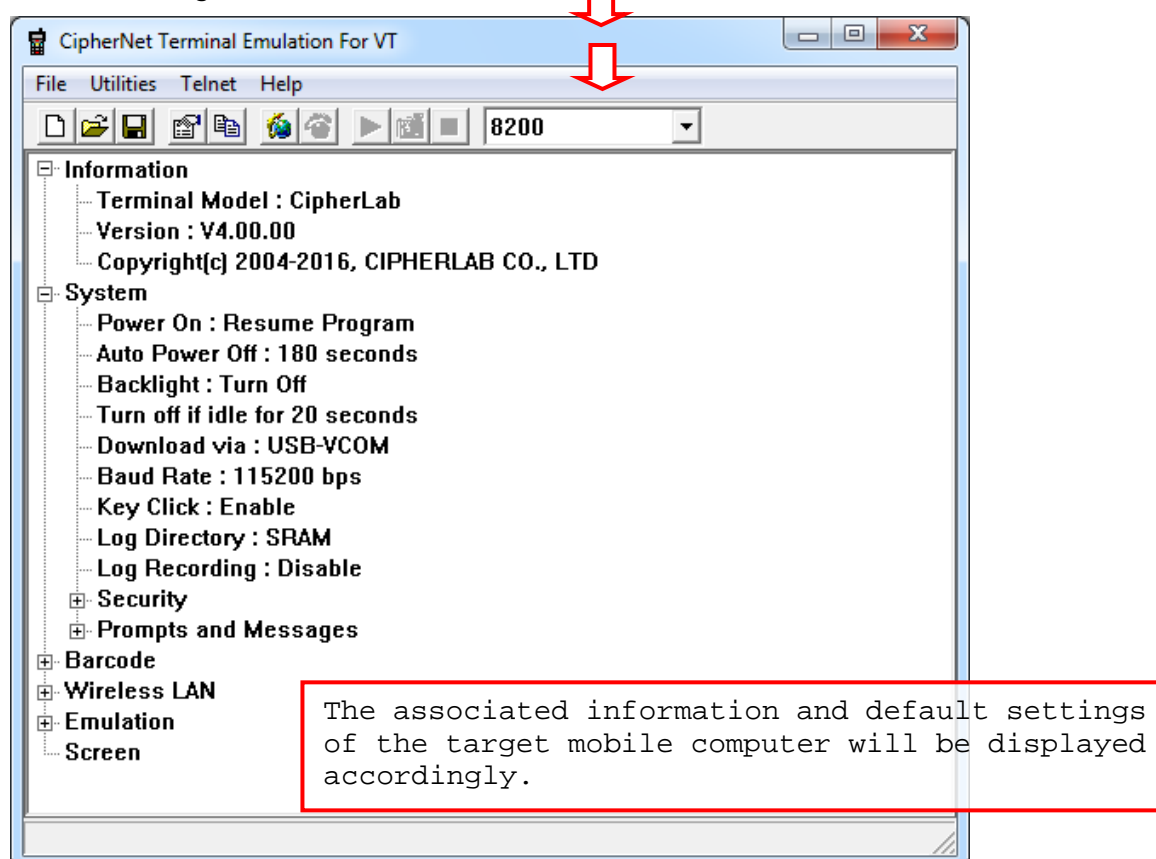 CipherNet Terminal Emulation For VT
File Utilities Telnet Help
8200
Information
Terminal Model : CipherLab
Version : V4.00.00
Copyright(c) 2004-2016, CIPHERLAB CO., LTD
System
Power On : Resume Program
Auto Power Off : 180 seconds
Backlight : Turn Off
Turn off if idle for 20 seconds
Download via : USB-VCOM
Baud Rate : 115200 bps
Key Click : Enable
Log Directory : SRAM
Log Recording : Disable
Security
Prompts and Messages
Barcode
Wireless LAN
Emulation
Screen
The associated information and default settings
of the target mobile computer will be displayed
accordingly.